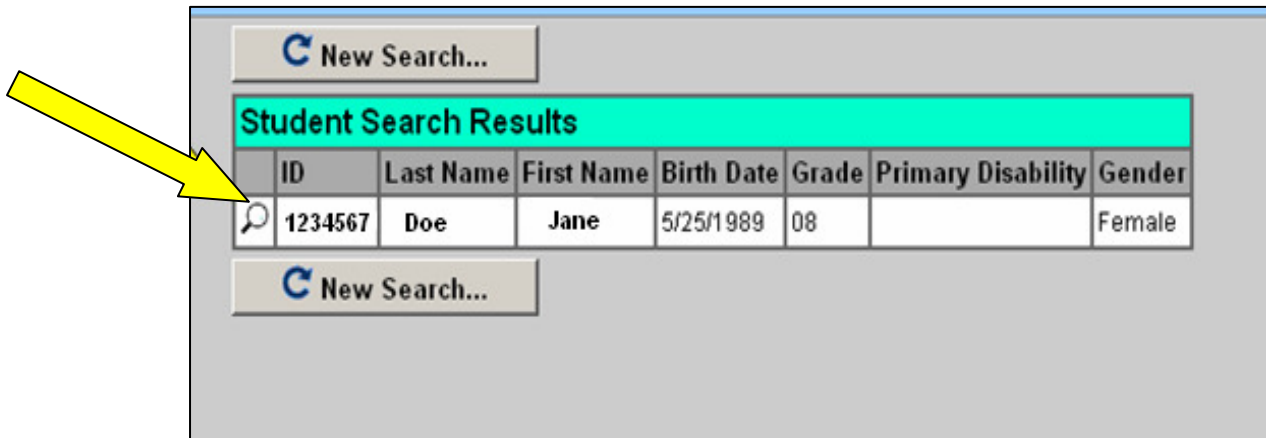 New Search...
Student Search Results
ID Last Name First Name Birth Date Grade Primary Disability Gender
1234567 Doe Jane 5/25/1989 08 Female
New Search...